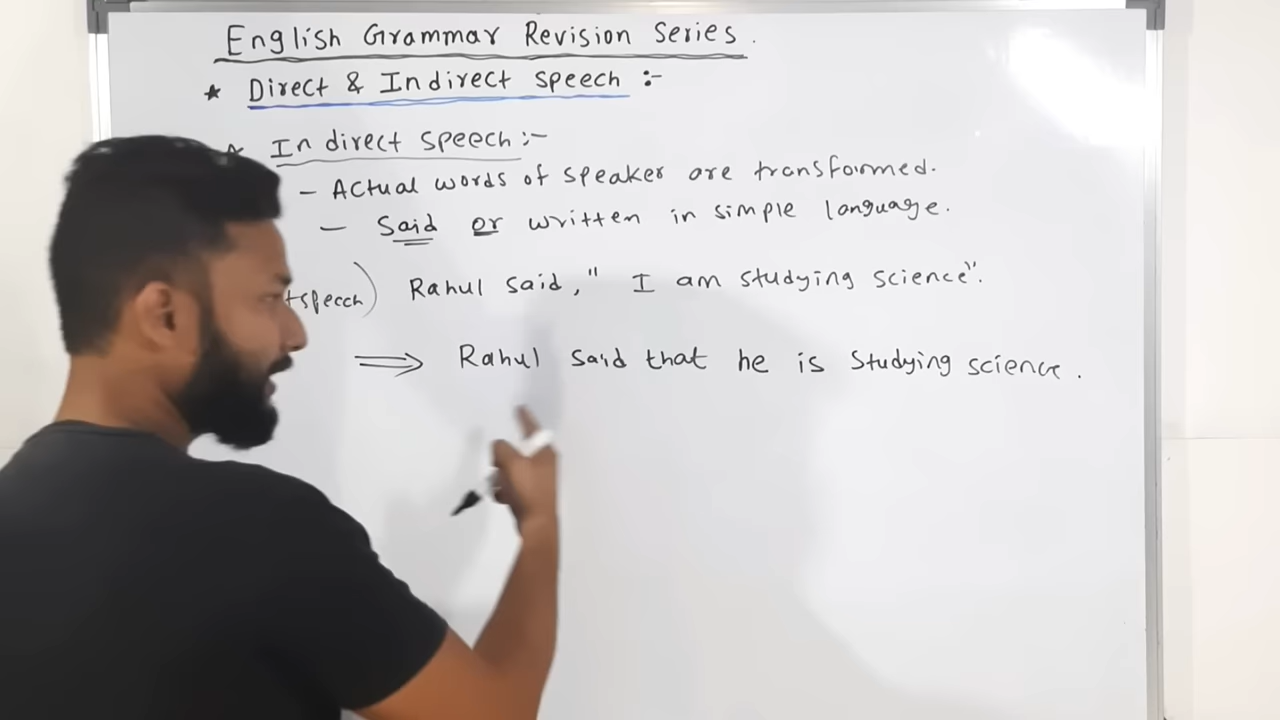 English Grammar Revision Series.
* Direct & Indirect speech :-
Indirect speech :-
- Actual words of speaker are transformed.
- Said or written in simple language.
Rahul said, " I am studying science".
⇒ Rahul said that he is studying science.